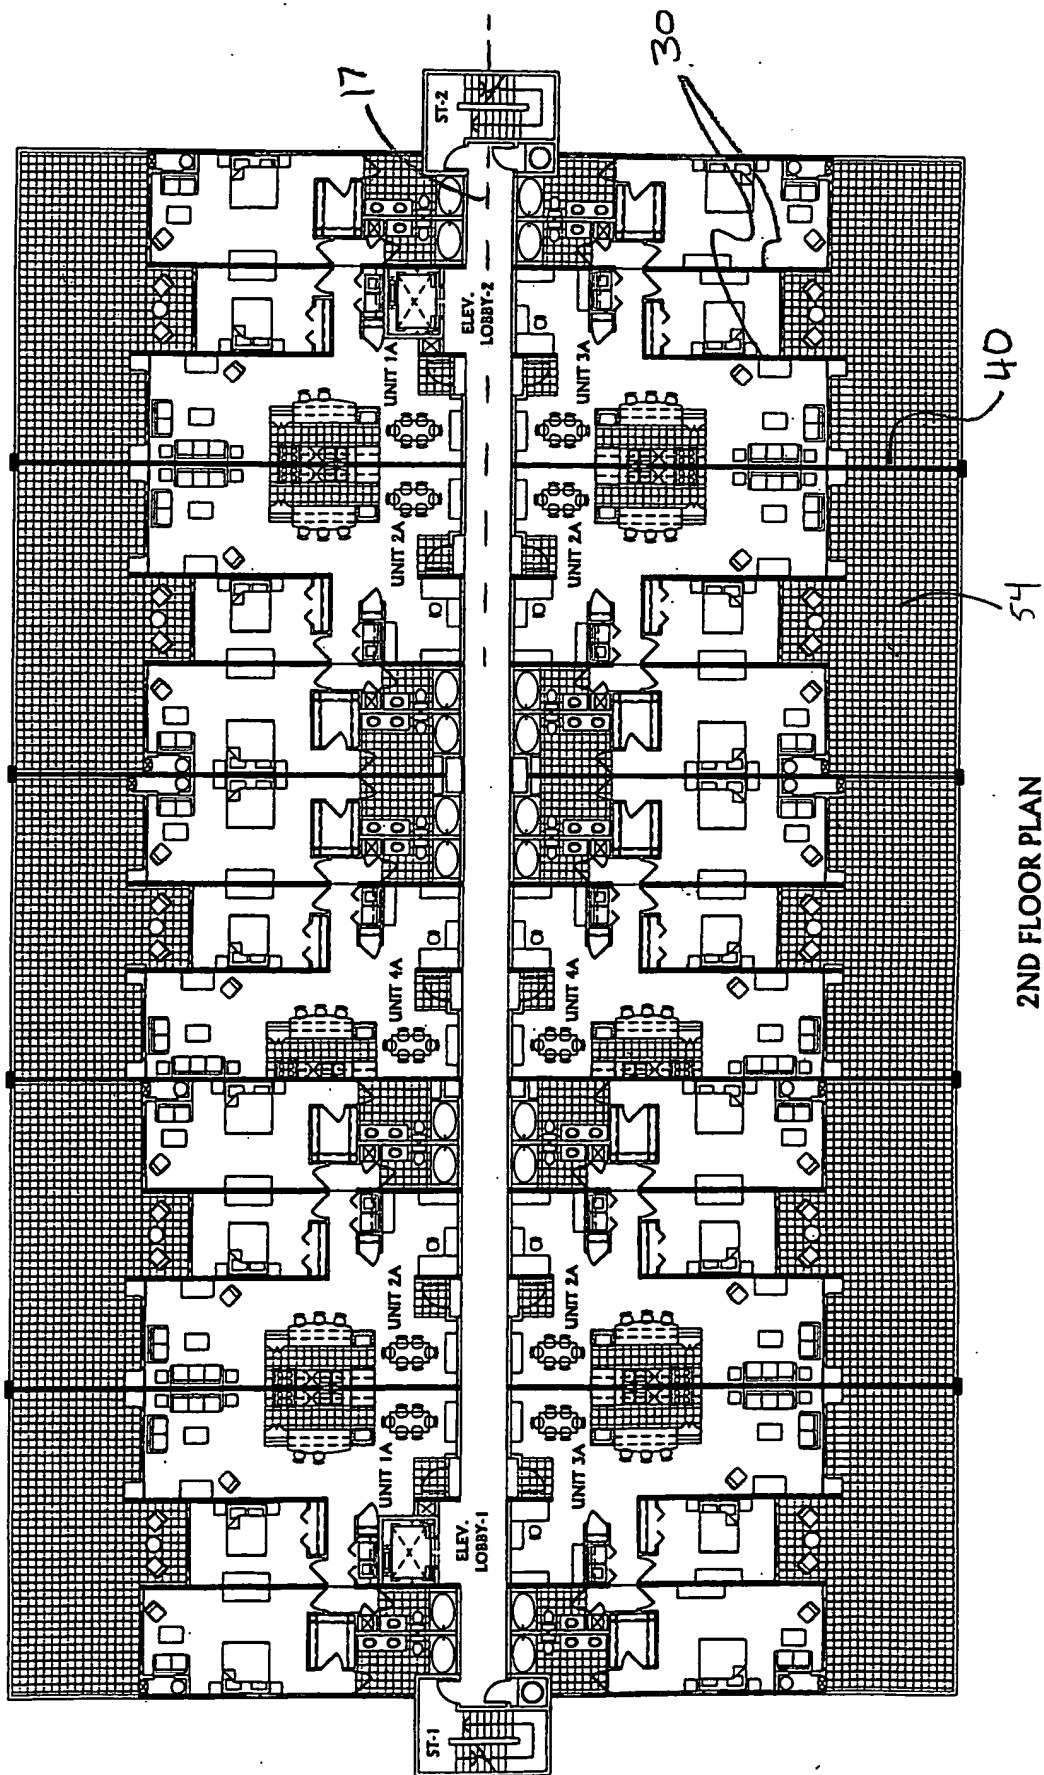 ST-1
ELEV.
LOBBY-1
UNIT 1A
UNIT 2A
UNIT 4A
UNIT 2A
UNIT 1A
ELEV.
LOBBY-2
ST-2
17
UNIT 3A
UNIT 2A
UNIT 4A
UNIT 2A
UNIT 3A
30
40
54
2ND FLOOR PLAN